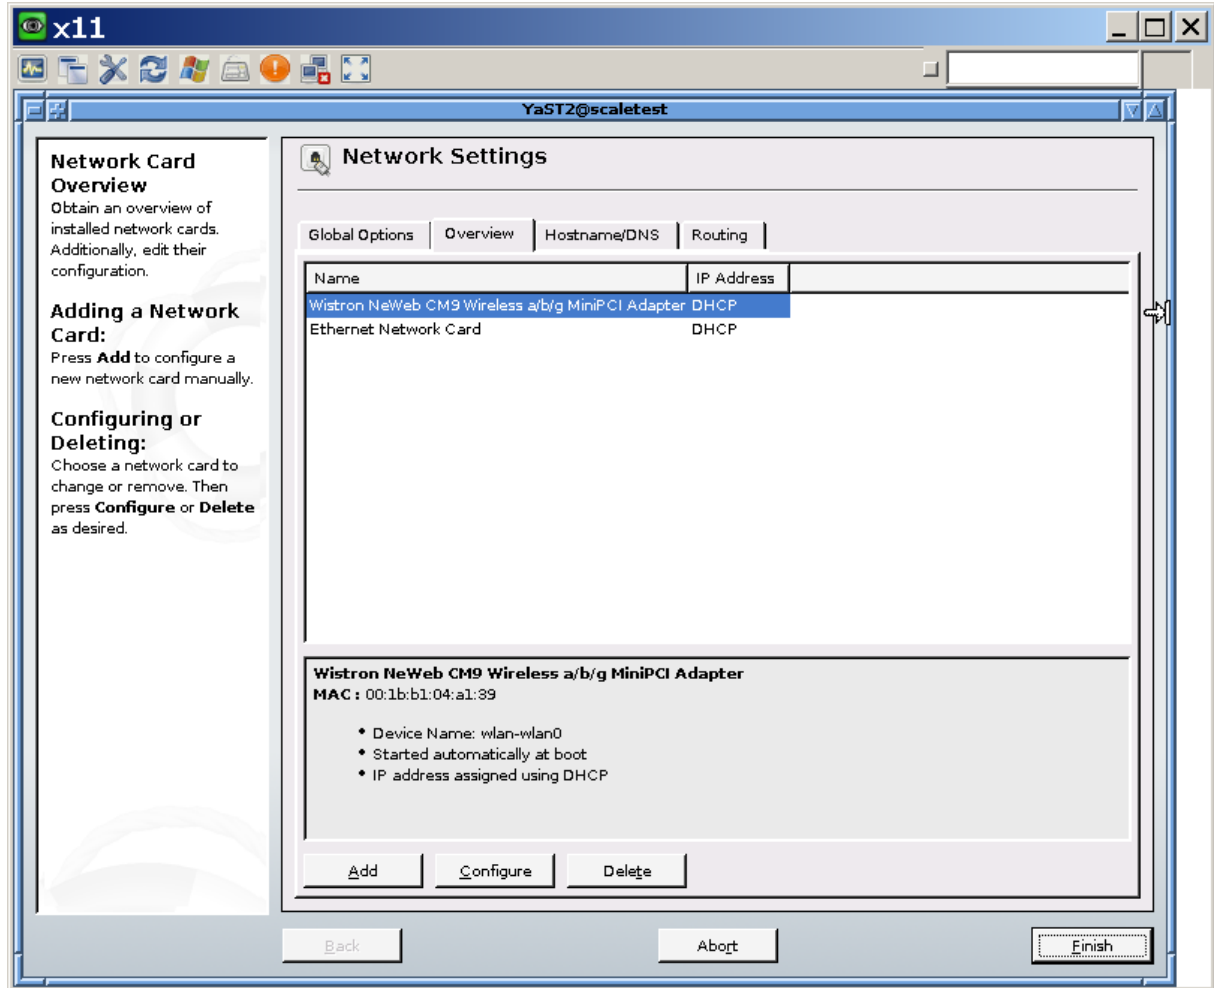 x11
YaST2@scaletest
Network Card
Overview
Obtain an overview of
installed network cards.
Additionally, edit their
configuration.
Adding a Network
Card:
Press Add to configure a
new network card manually.
Configuring or
Deleting:
Choose a network card to
change or remove. Then
press Configure or Delete
as desired.
Network Settings
Global Options Overview Hostname/DNS Routing
Name IP Address
Wistron NeWeb CM9 Wireless a/b/g MiniPCI Adapter DHCP
Ethernet Network Card DHCP
Wistron NeWeb CM9 Wireless a/b/g MiniPCI Adapter
MAC : 00:1b:b1:04:a1:39
• Device Name: wlan-wlan0
• Started automatically at boot
• IP address assigned using DHCP
Add Configure Delete
Back Abort Finish